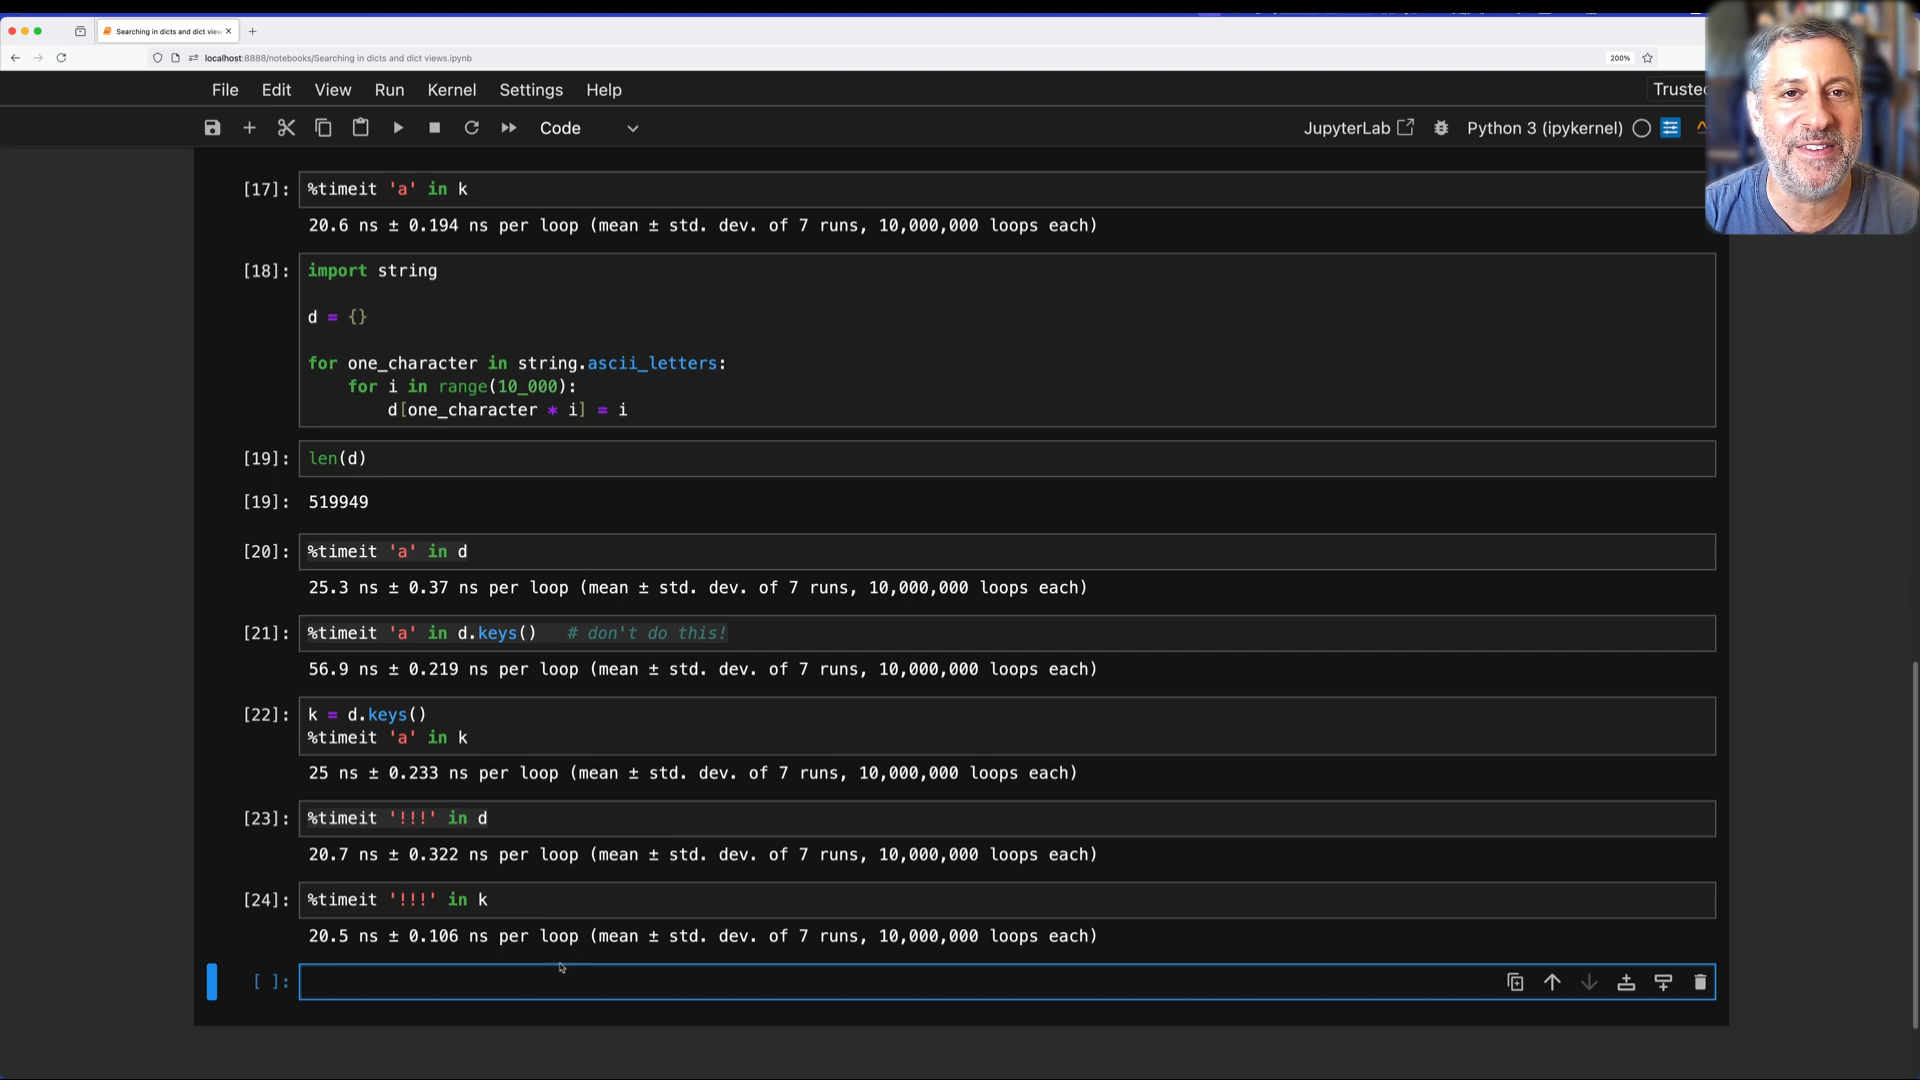 Searching in dicts and dict view
localhost:8888/notebooks/Searching in dicts and dict views.ipynb
200%
File Edit View Run Kernel Settings Help
Trusted
Code
JupyterLab
Python 3 (ipykernel)
[17]: %timeit 'a' in k
20.6 ns ± 0.194 ns per loop (mean ± std. dev. of 7 runs, 10,000,000 loops each)
[18]: import string
d = {}
for one_character in string.ascii_letters:
for i in range(10_000):
d[one_character * i] = i
[19]: len(d)
[19]: 519949
[20]: %timeit 'a' in d
25.3 ns ± 0.37 ns per loop (mean ± std. dev. of 7 runs, 10,000,000 loops each)
[21]: %timeit 'a' in d.keys() # don't do this!
56.9 ns ± 0.219 ns per loop (mean ± std. dev. of 7 runs, 10,000,000 loops each)
[22]: k = d.keys()
%timeit 'a' in k
25 ns ± 0.233 ns per loop (mean ± std. dev. of 7 runs, 10,000,000 loops each)
[23]: %timeit '!!!' in d
20.7 ns ± 0.322 ns per loop (mean ± std. dev. of 7 runs, 10,000,000 loops each)
[24]: %timeit '!!!' in k
20.5 ns ± 0.106 ns per loop (mean ± std. dev. of 7 runs, 10,000,000 loops each)
[ ]: